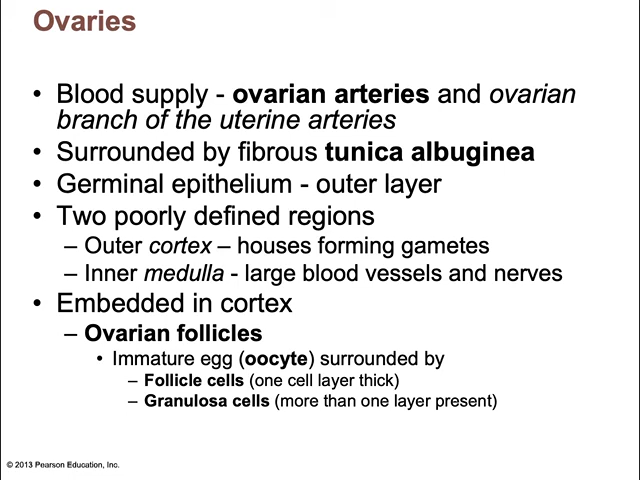 Ovaries
• Blood supply - ovarian arteries and ovarian
branch of the uterine arteries
• Surrounded by fibrous tunica albuginea
• Germinal epithelium - outer layer
• Two poorly defined regions
– Outer cortex – houses forming gametes
– Inner medulla - large blood vessels and nerves
• Embedded in cortex
– Ovarian follicles
• Immature egg (oocyte) surrounded by
– Follicle cells (one cell layer thick)
– Granulosa cells (more than one layer present)
© 2013 Pearson Education, Inc.